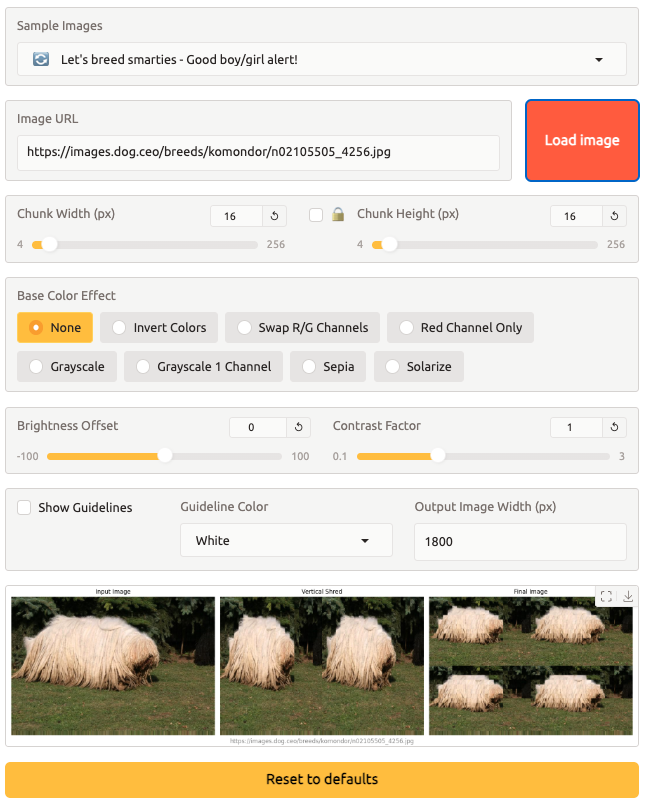 Sample Images
Let's breed smarties - Good boy/girl alert!
Image URL
https://images.dog.ceo/breeds/komondor/n02105505_4256.jpg
Load image
Chunk Width (px)
16
4
256
Chunk Height (px)
16
4
256
Base Color Effect
None
Invert Colors
Swap R/G Channels
Red Channel Only
Grayscale
Grayscale 1 Channel
Sepia
Solarize
Brightness Offset
0
-100
100
Contrast Factor
1
0.1
3
Show Guidelines
Guideline Color
White
Output Image Width (px)
1800
Input Image
Vertical Shred
Final Image
https://images.dog.ceo/breeds/komondor/n02105505_4256.jpg
Reset to defaults